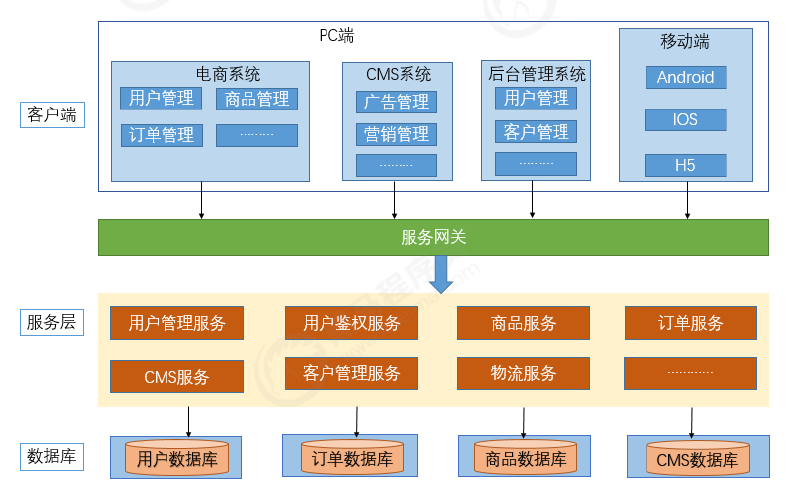 PC端
移动端
电商系统
CMS系统
后台管理系统
用户管理
商品管理
订单管理
………
广告管理
营销管理
………
用户管理
客户管理
………
Android
IOS
H5
客户端
服务网关
服务层
用户管理服务
用户鉴权服务
商品服务
订单服务
CMS服务
客户管理服务
物流服务
…………
数据库
用户数据库
订单数据库
商品数据库
CMS数据库